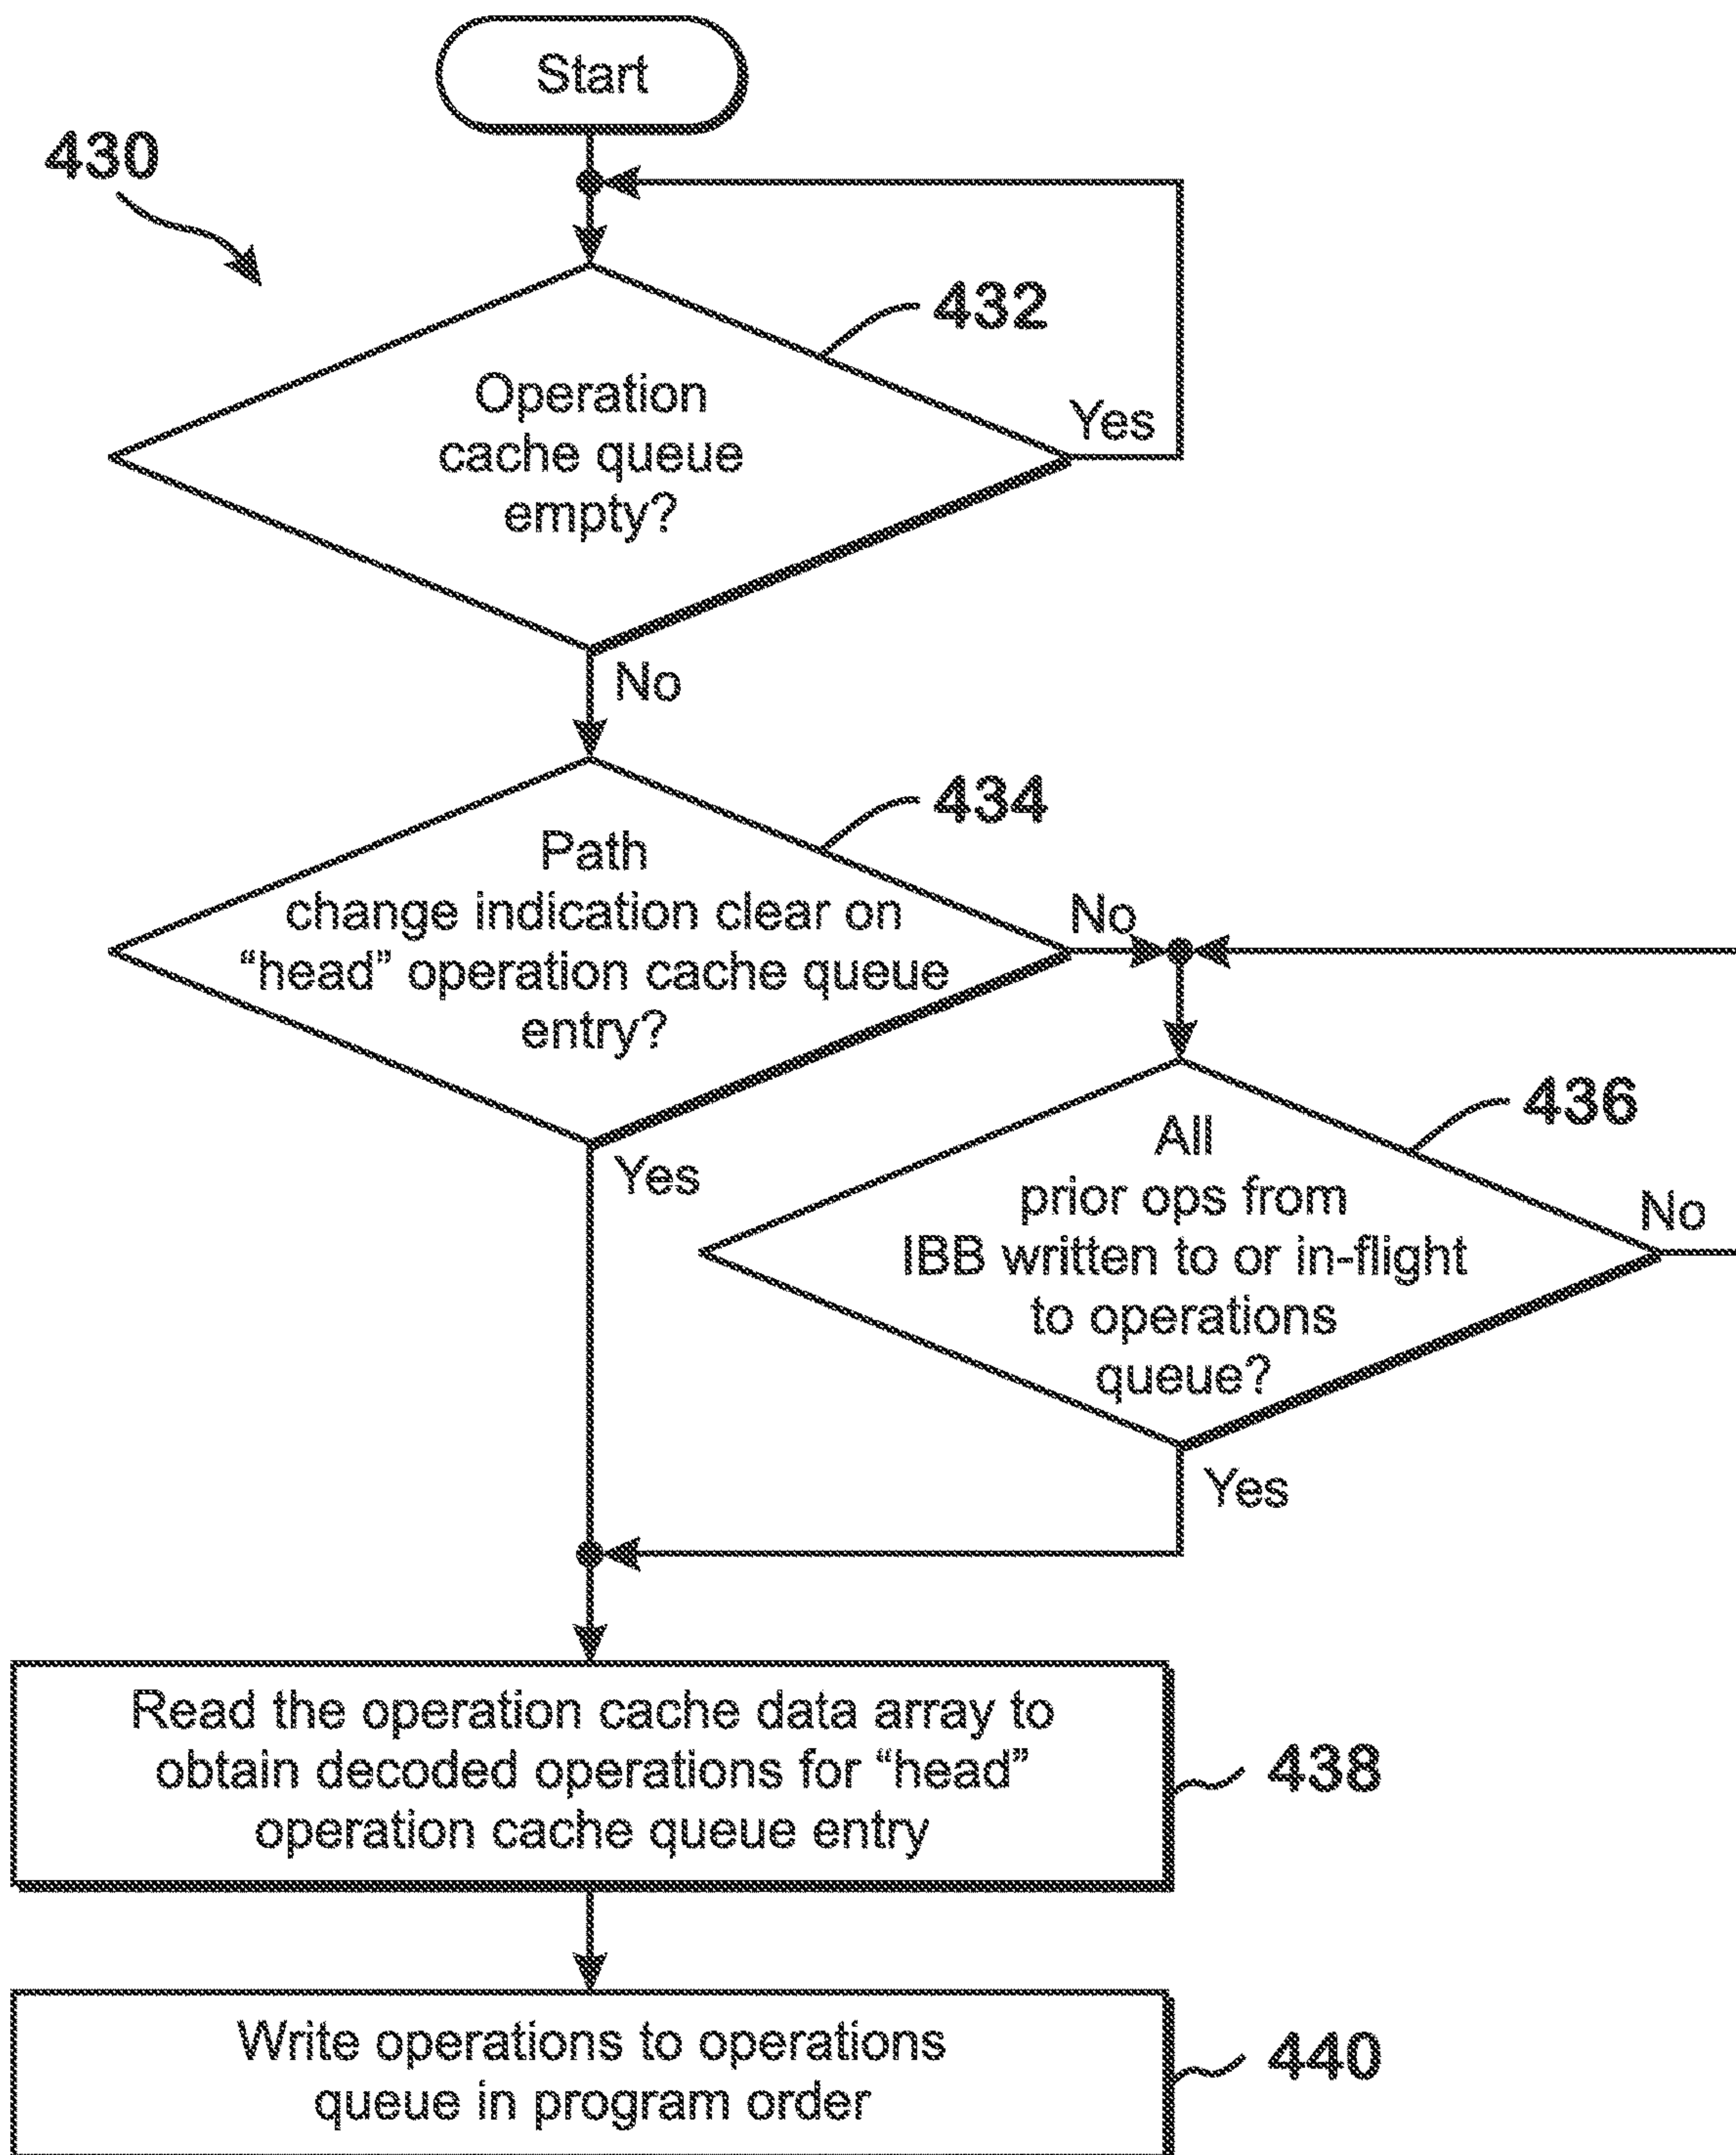 Start
430
432
Operation
cache queue
empty?
Yes
No
434
Path
change indication clear on
“head” operation cache queue
entry?
No
Yes
436
All
prior ops from
IBB written to or in-flight
to operations
queue?
No
Yes
Read the operation cache data array to
obtain decoded operations for “head”
operation cache queue entry
438
Write operations to operations
queue in program order
440